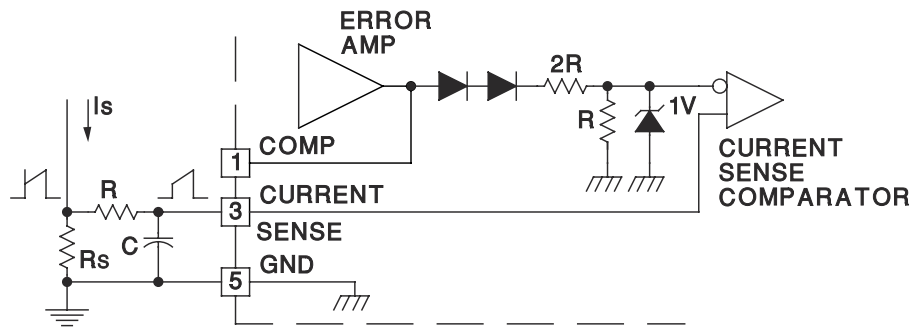 ERROR
AMP
Is
2R
R
1V
1
COMP
CURRENT
SENSE
COMPARATOR
R
3
CURRENT
SENSE
Rs
C
5
GND